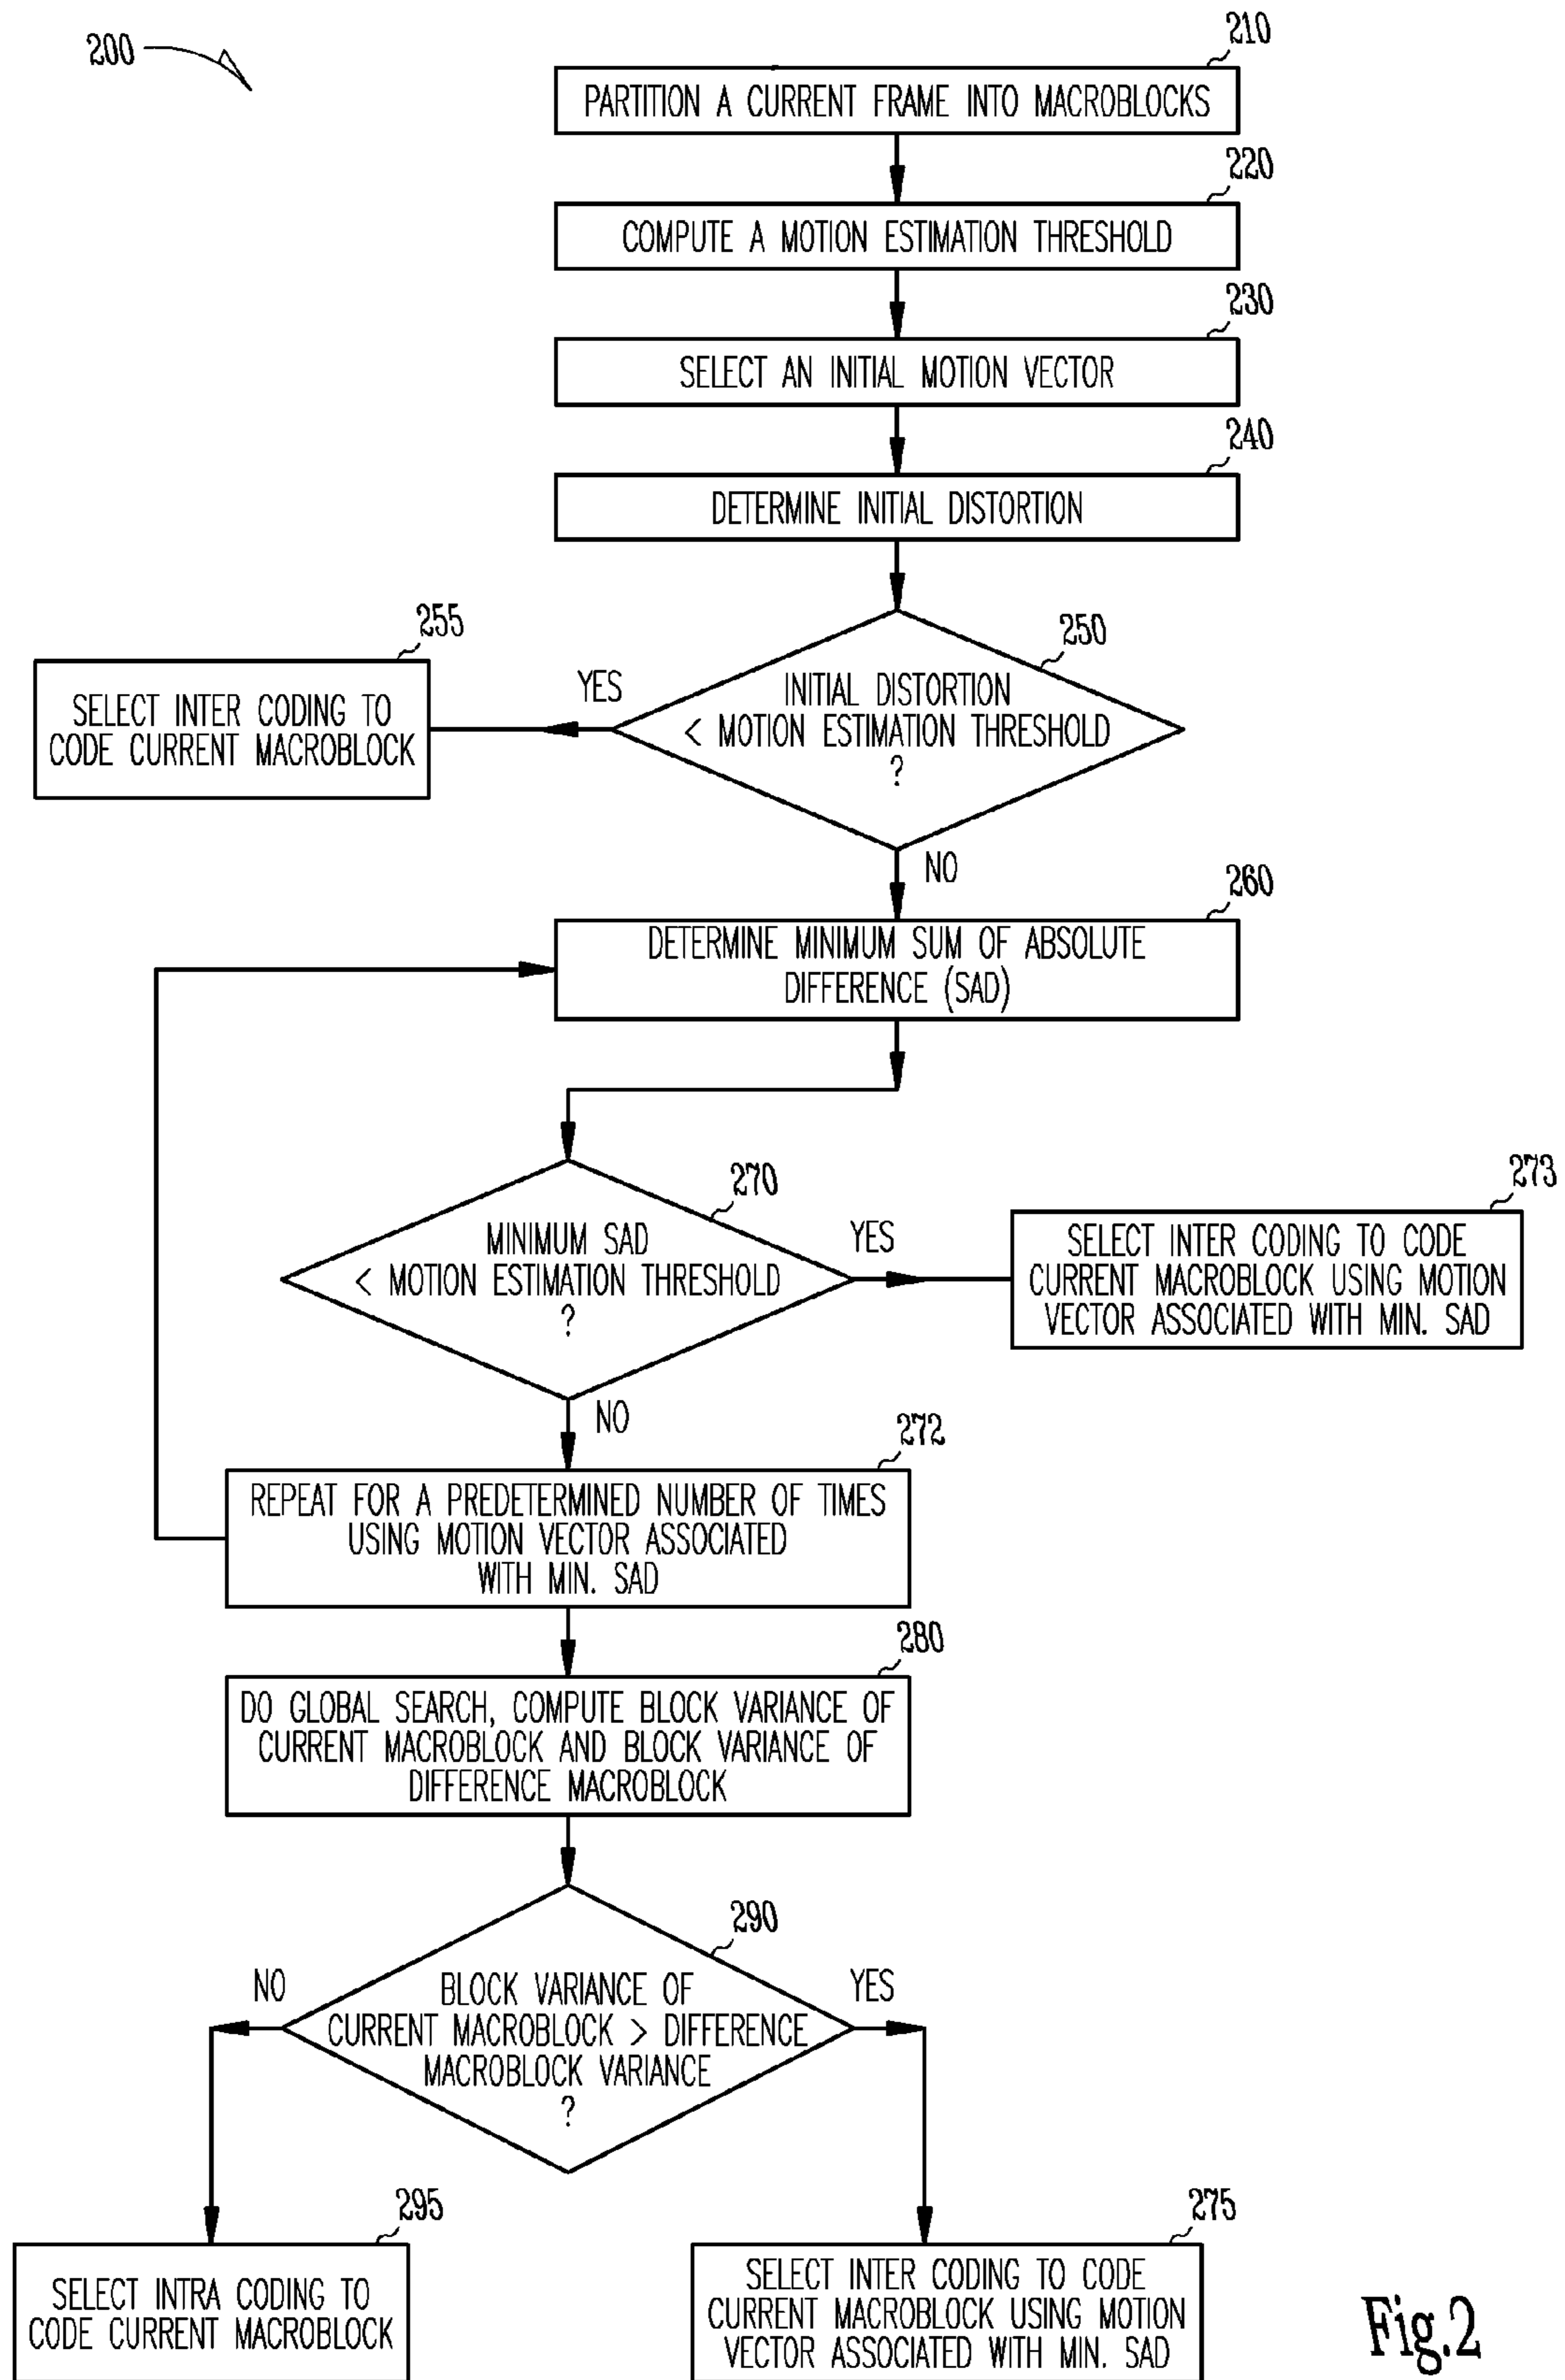 200
210
PARTITION A CURRENT FRAME INTO MACROBLOCKS
220
COMPUTE A MOTION ESTIMATION THRESHOLD
230
SELECT AN INITIAL MOTION VECTOR
240
DETERMINE INITIAL DISTORTION
250
INITIAL DISTORTION
< MOTION ESTIMATION THRESHOLD
?
YES
255
SELECT INTER CODING TO
CODE CURRENT MACROBLOCK
NO
260
DETERMINE MINIMUM SUM OF ABSOLUTE
DIFFERENCE (SAD)
270
MINIMUM SAD
< MOTION ESTIMATION THRESHOLD
?
YES
273
SELECT INTER CODING TO CODE
CURRENT MACROBLOCK USING MOTION
VECTOR ASSOCIATED WITH MIN. SAD
NO
272
REPEAT FOR A PREDETERMINED NUMBER OF TIMES
USING MOTION VECTOR ASSOCIATED
WITH MIN. SAD
280
DO GLOBAL SEARCH, COMPUTE BLOCK VARIANCE OF
CURRENT MACROBLOCK AND BLOCK VARIANCE OF
DIFFERENCE MACROBLOCK
290
BLOCK VARIANCE OF
CURRENT MACROBLOCK > DIFFERENCE
MACROBLOCK VARIANCE
?
NO
YES
295
SELECT INTRA CODING TO
CODE CURRENT MACROBLOCK
275
SELECT INTER CODING TO CODE
CURRENT MACROBLOCK USING MOTION
VECTOR ASSOCIATED WITH MIN. SAD
Fig.2